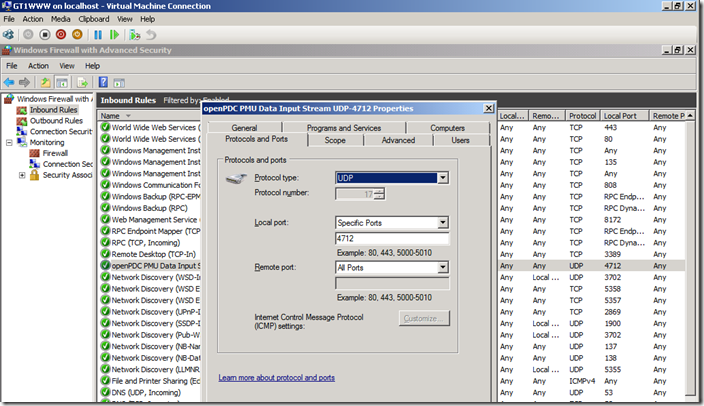 GT1WWW on localhost - Virtual Machine Connection
File Action Media Clipboard View Help
Windows Firewall with Advanced Security
File Action View Help
Windows Firewall with A
Inbound Rules
Outbound Rules
Connection Security
Monitoring
Firewall
Connection Sec
Security Associ
Inbound Rules Filtered by: Enabled
Name
World Wide Web Services (
World Wide Web Services (
Windows Management Inst
Windows Management Inst
Windows Management Inst
Windows Communication Fo
Windows Backup (RPC-EPM
Windows Backup (RPC)
Web Management Service (
RPC Endpoint Mapper (TCP
RPC (TCP, Incoming)
Remote Desktop (TCP-In)
openPDC PMU Data Input S
Network Discovery (WSD E
Network Discovery (WSD E
Network Discovery (UPnP-I
Network Discovery (SSDP-I
Network Discovery (Pub-W
Network Discovery (NB-Nar
Network Discovery (NB-Dat
Network Discovery (LLMNR
File and Printer Sharing (Ec
DNS (UDP, Incoming)
openPDC PMU Data Input Stream UDP-4712 Properties
General Programs and Services Computers
Protocols and Ports Scope Advanced Users
Protocols and ports
Protocol type: UDP
Protocol number: 17
Local port: Specific Ports
4712
Example: 80, 443, 5000-5010
Remote port: All Ports
Example: 80, 443, 5000-5010
Internet Control Message Protocol
(ICMP) settings: Customize...
Learn more about protocol and ports
Local... Remo... Protocol Local Port Remote P
Any Any TCP 443 Any
Any Any TCP 80 Any
Any Any TCP Any Any
Any Any TCP 135 Any
Any Any TCP Any Any
Any Any TCP 808 Any
Any Any TCP RPC Endp... Any
Any Any TCP RPC Dyna... Any
Any Any TCP 8172 Any
Any Any TCP RPC Endp... Any
Any Any TCP RPC Dyna... Any
Any Any TCP 3389 Any
Any Any UDP 4712 Any
Any Local ... UDP 3702 Any
Any Any TCP 5358 Any
Any Any TCP 5357 Any
Any Any TCP 2869 Any
Any Local ... UDP 1900 Any
Any Local ... UDP 3702 Any
Any Any UDP 137 Any
Any Any UDP 138 Any
Any Local ... UDP 5355 Any
Any Any ICMPv4 Any Any
Any Any UDP 53 Any